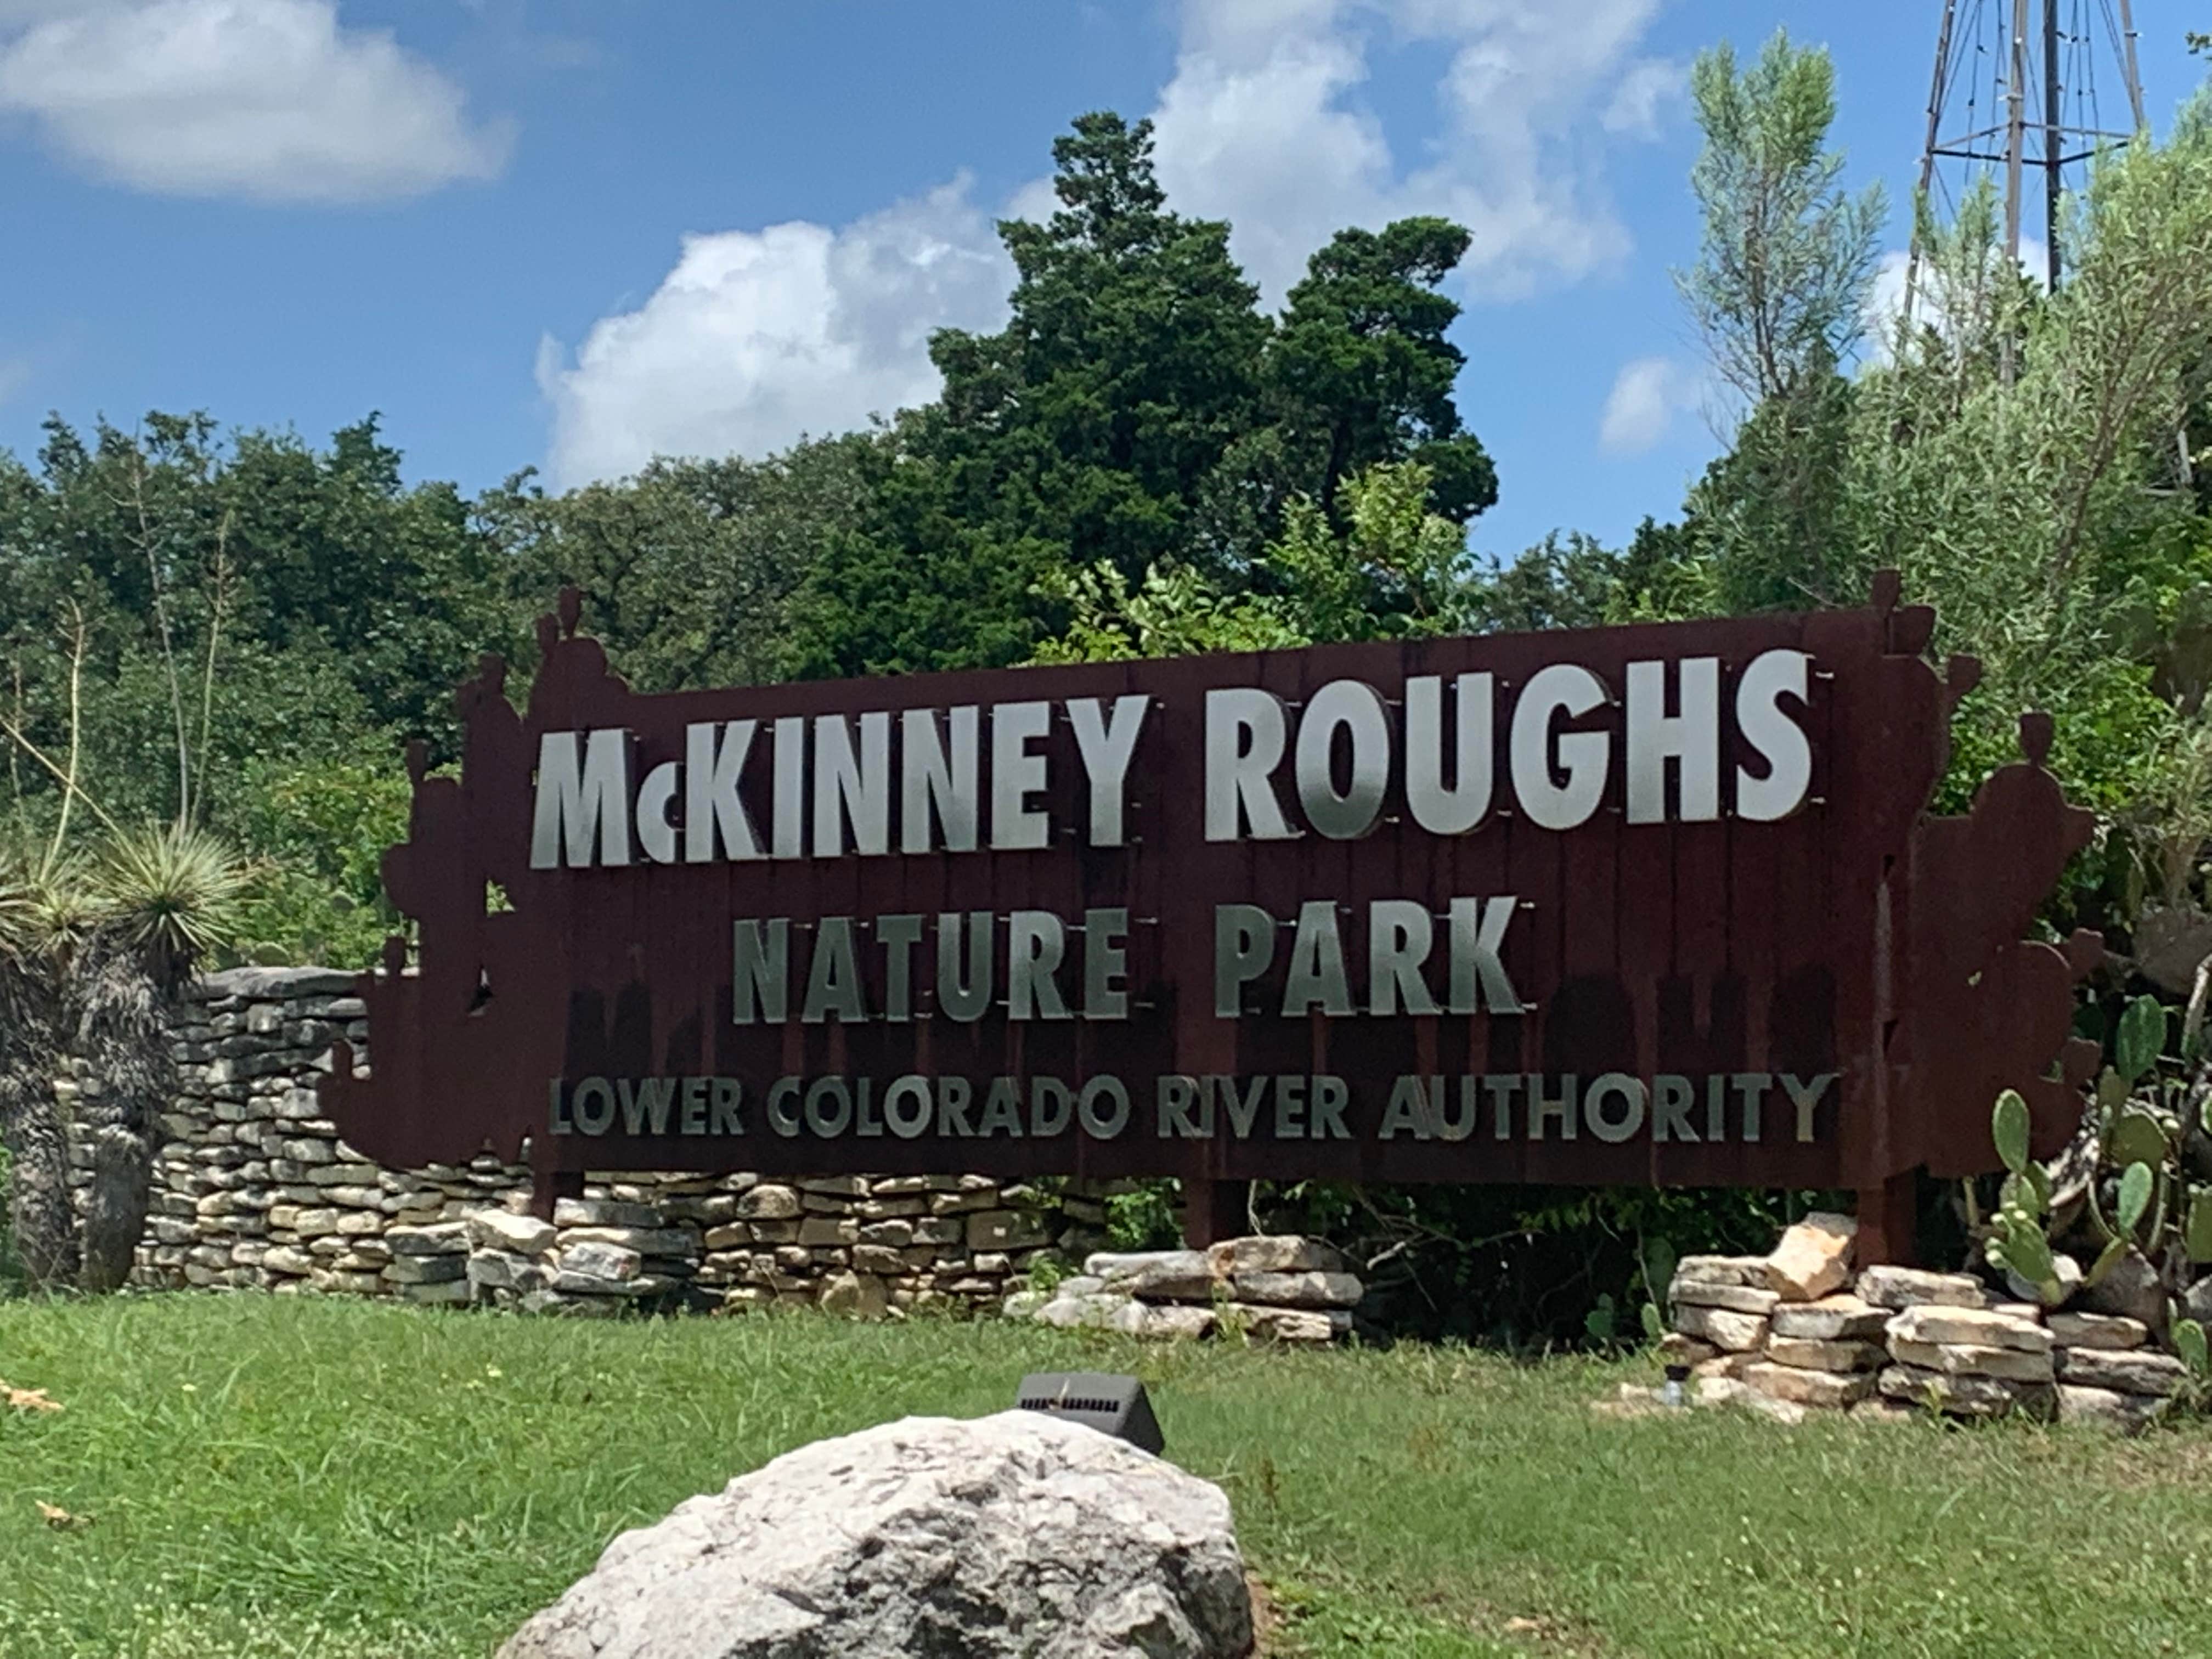 McKINNEY ROUGHS
NATURE PARK
LOWER COLORADO RIVER AUTHORITY